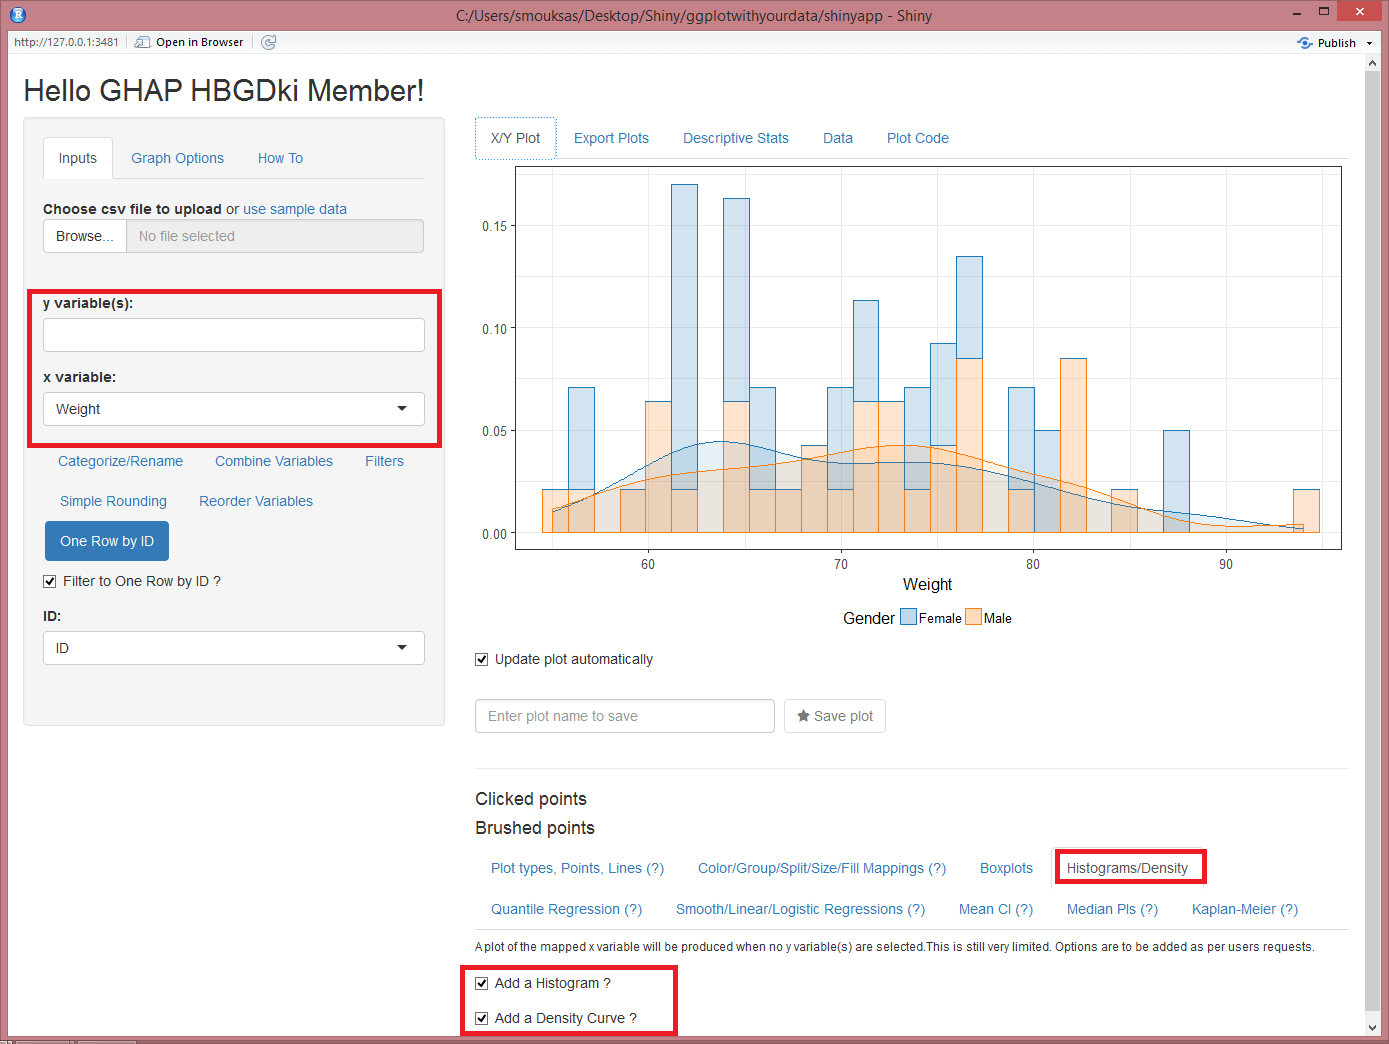 C:/Users/smouksas/Desktop/Shiny/ggplotwithyourdata/shinyapp - Shiny
http://127.0.0.1:3481 Open in Browser Publish
Hello GHAP HBGDki Member!
Inputs Graph Options How To
Choose csv file to upload or use sample data
Browse... No file selected
y variable(s):
x variable:
Weight
Categorize/Rename Combine Variables Filters
Simple Rounding Reorder Variables
One Row by ID
Filter to One Row by ID ?
ID:
ID
X/Y Plot Export Plots Descriptive Stats Data Plot Code
0.15
0.10
0.05
0.00
60 70 80 90
Weight
Gender Female Male
Update plot automatically
Enter plot name to save Save plot
Clicked points
Brushed points
Plot types, Points, Lines (?) Color/Group/Split/Size/Fill Mappings (?) Boxplots Histograms/Density
Quantile Regression (?) Smooth/Linear/Logistic Regressions (?) Mean CI (?) Median PIs (?) Kaplan-Meier (?)
A plot of the mapped x variable will be produced when no y variable(s) are selected.This is still very limited. Options are to be added as per users requests.
Add a Histogram ?
Add a Density Curve ?